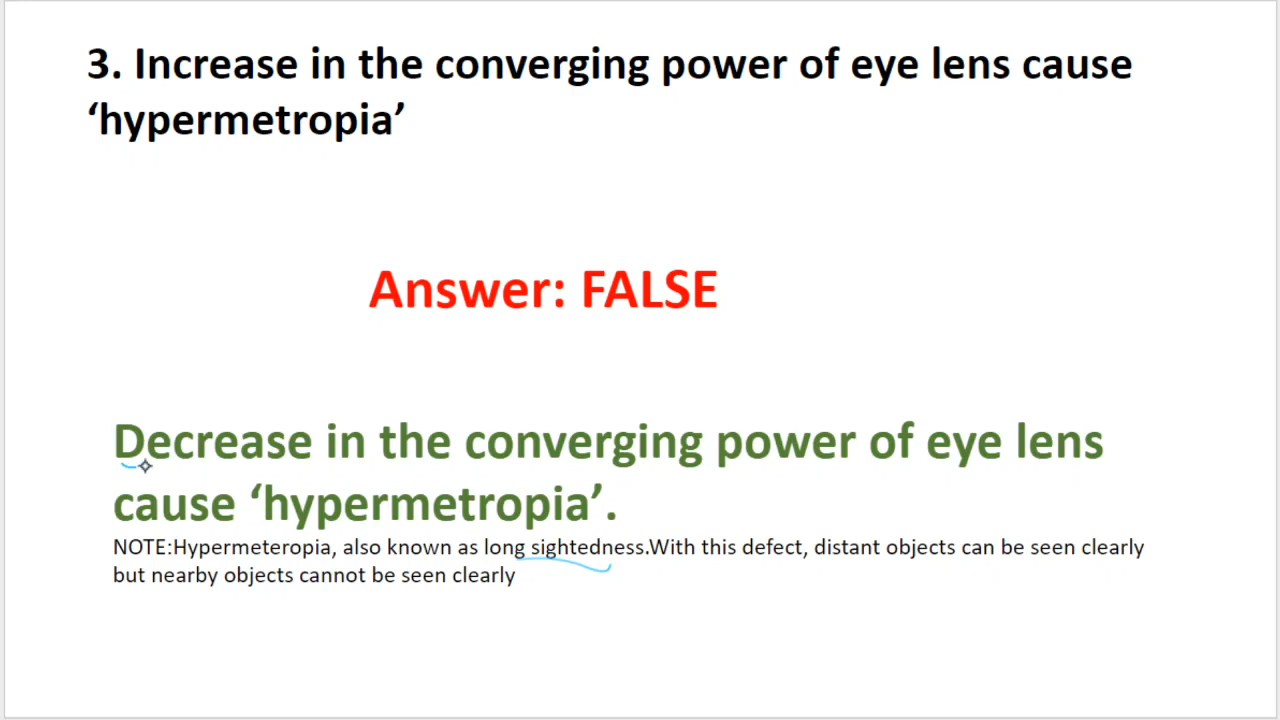 3. Increase in the converging power of eye lens cause
‘hypermetropia’
Answer: FALSE
Decrease in the converging power of eye lens
cause ‘hypermetropia’.
NOTE:Hypermeteropia, also known as long sightedness.With this defect, distant objects can be seen clearly
but nearby objects cannot be seen clearly